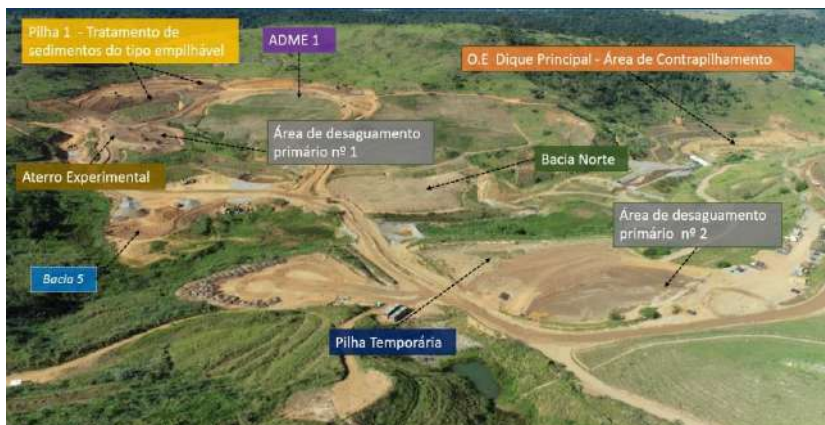 Pilha 1 - Tratamento de
sedimentos do tipo empilhável
ADME 1
O.E Dique Principal - Área de Contrapilhamento
Área de desaguamento
primário nº 1
Bacia Norte
Aterro Experimental
Área de desaguamento
primário nº 2
Bacia 5
Pilha Temporária